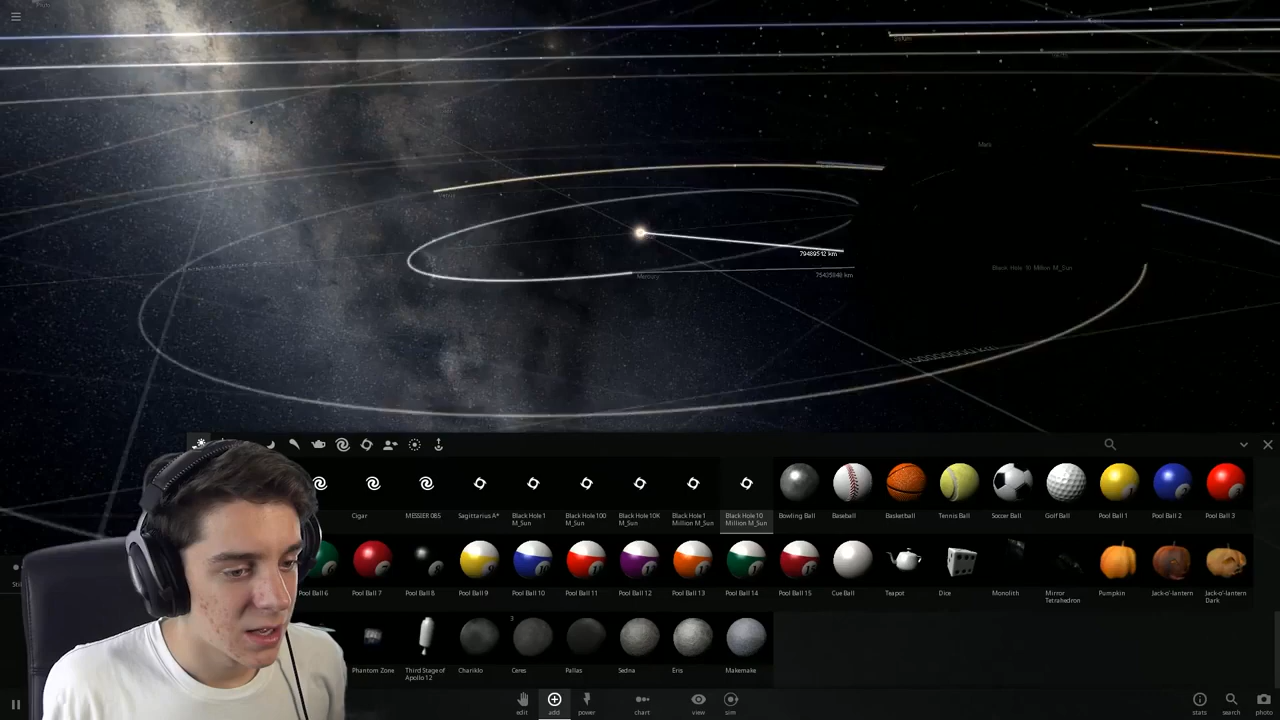 Saturn
Mars
Venus
79489512 km
Black Hole 10 Million M_Sun
Mercury
75435948 km
Cigar
MESSIER 085
Sagittarius A*
Black Hole 1
M_Sun
Black Hole 100
M_Sun
Black Hole 10K
M_Sun
Black Hole 1
Million M_Sun
Black Hole 10
Million M_Sun
Bowling Ball
Baseball
Basketball
Tennis Ball
Soccer Ball
Golf Ball
Pool Ball 1
Pool Ball 2
Pool Ball 3
Pool Ball 6
Pool Ball 7
Pool Ball 8
Pool Ball 9
Pool Ball 10
Pool Ball 11
Pool Ball 12
Pool Ball 13
Pool Ball 14
Pool Ball 15
Cue Ball
Teapot
Dice
Monolith
Mirror
Tetrahedron
Pumpkin
Jack-o'-lantern
Jack-o'-lantern
Dark
Phantom Zone
Third Stage of
Apollo 12
Chariklo
3
Ceres
Pallas
Sedna
Eris
Makemake
edit
add
power
chart
view
sim
stats
search
photo